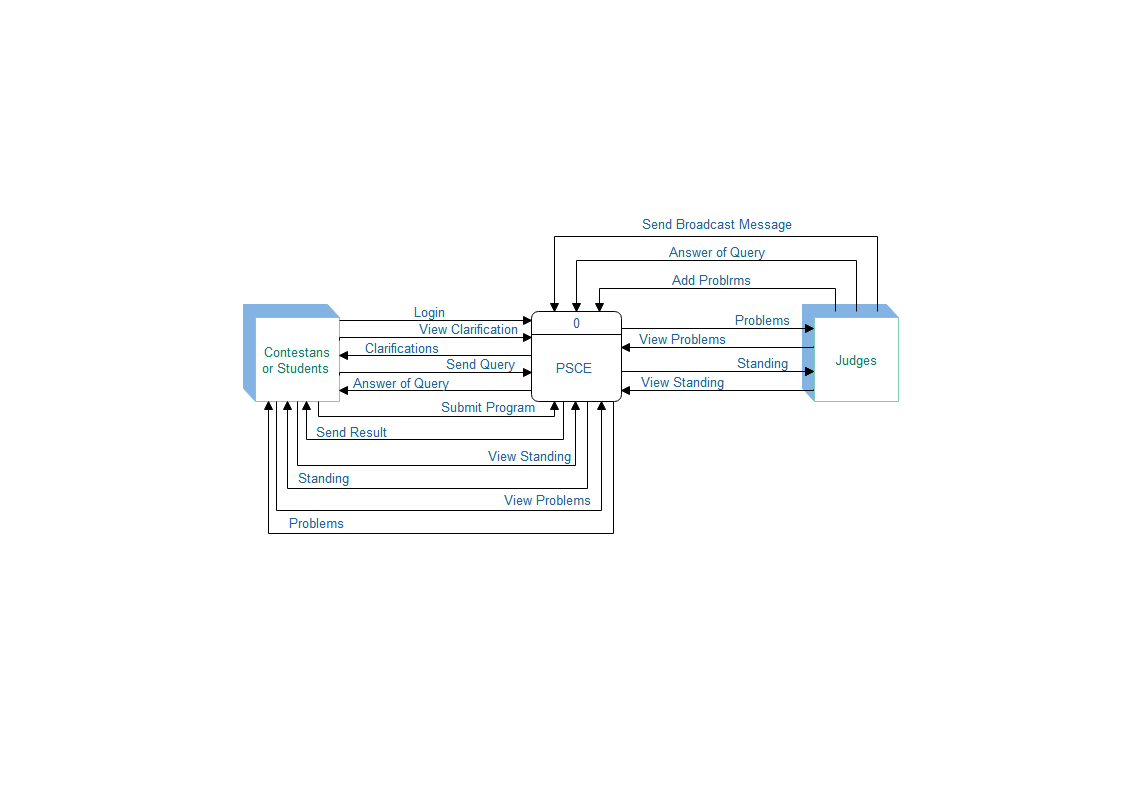 Send Broadcast Message
Answer of Query
Add Problrms
Login
View Clarification
Clarifications
Send Query
Answer of Query
Contestans
or Students
0
PSCE
Problems
View Problems
Standing
View Standing
Judges
Submit Program
Send Result
View Standing
Standing
View Problems
Problems